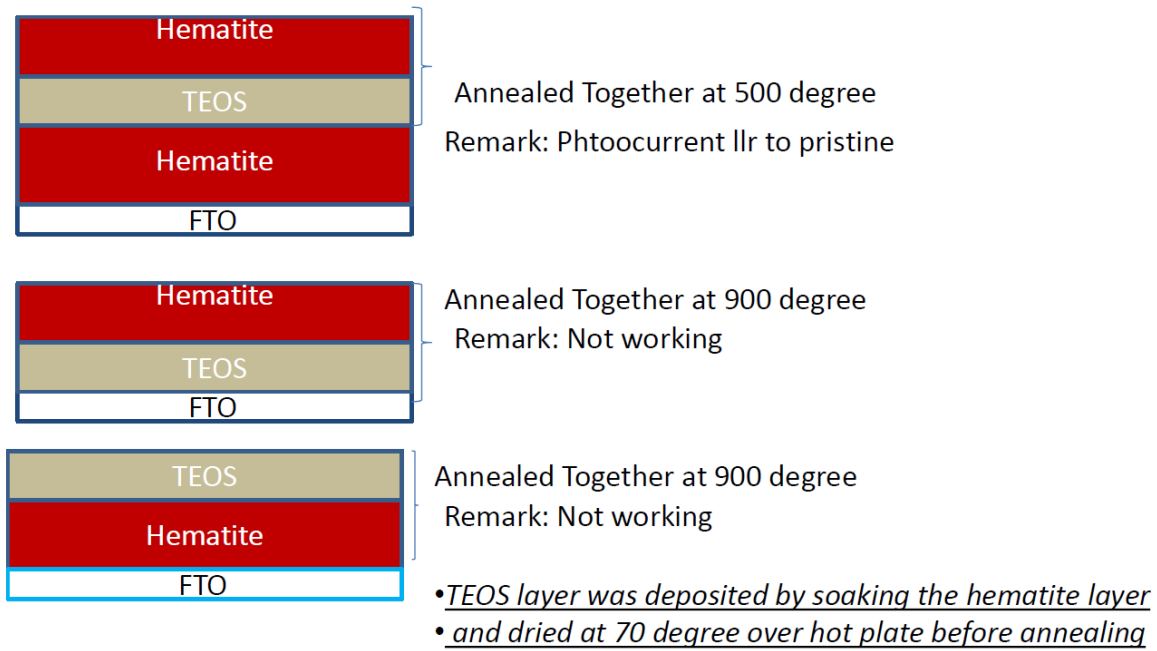 Hematite
TEOS
Hematite
FTO
Annealed Together at 500 degree
Remark: Phtoocurrent llr to pristine
Hematite
TEOS
FTO
Annealed Together at 900 degree
Remark: Not working
TEOS
Hematite
FTO
Annealed Together at 900 degree
Remark: Not working
•TEOS layer was deposited by soaking the hematite layer
• and dried at 70 degree over hot plate before annealing